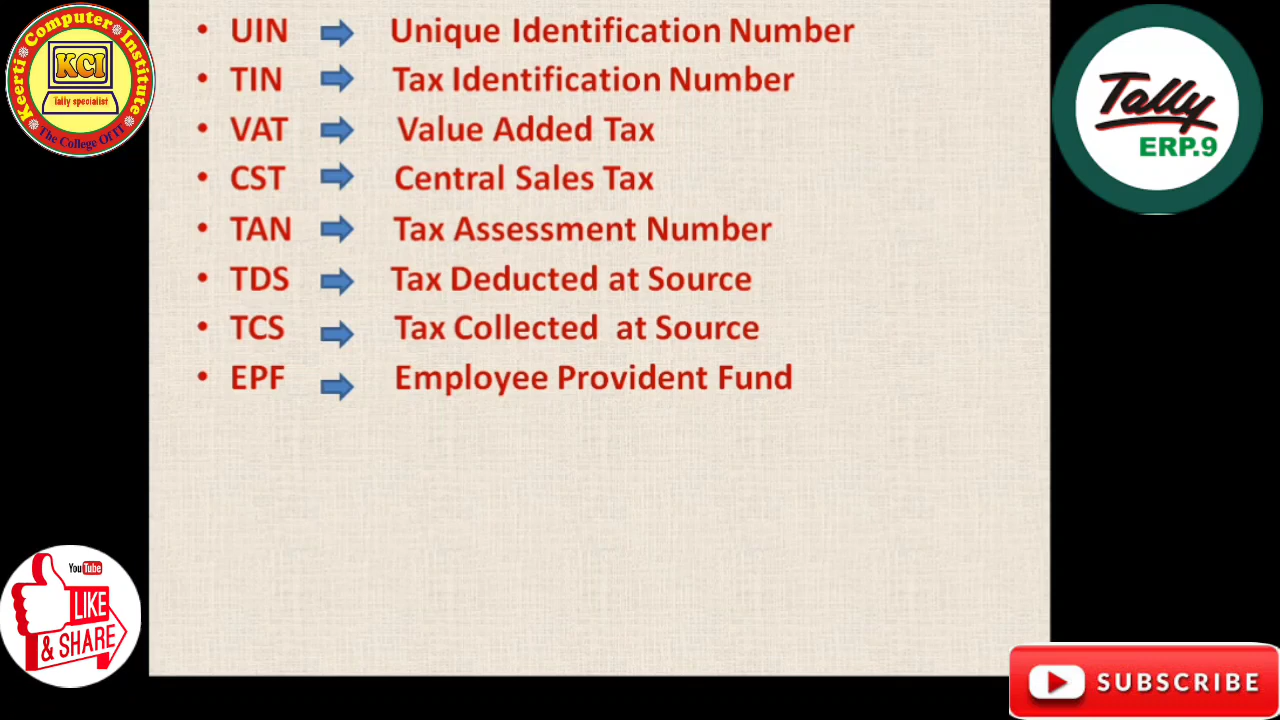 Keerti Computer Institute
KCI
Tally specialist
The College Of IT
• UIN Unique Identification Number
• TIN Tax Identification Number
• VAT Value Added Tax
• CST Central Sales Tax
• TAN Tax Assessment Number
• TDS Tax Deducted at Source
• TCS Tax Collected at Source
• EPF Employee Provident Fund
Tally
ERP.9
YouTube
LIKE
& SHARE
SUBSCRIBE